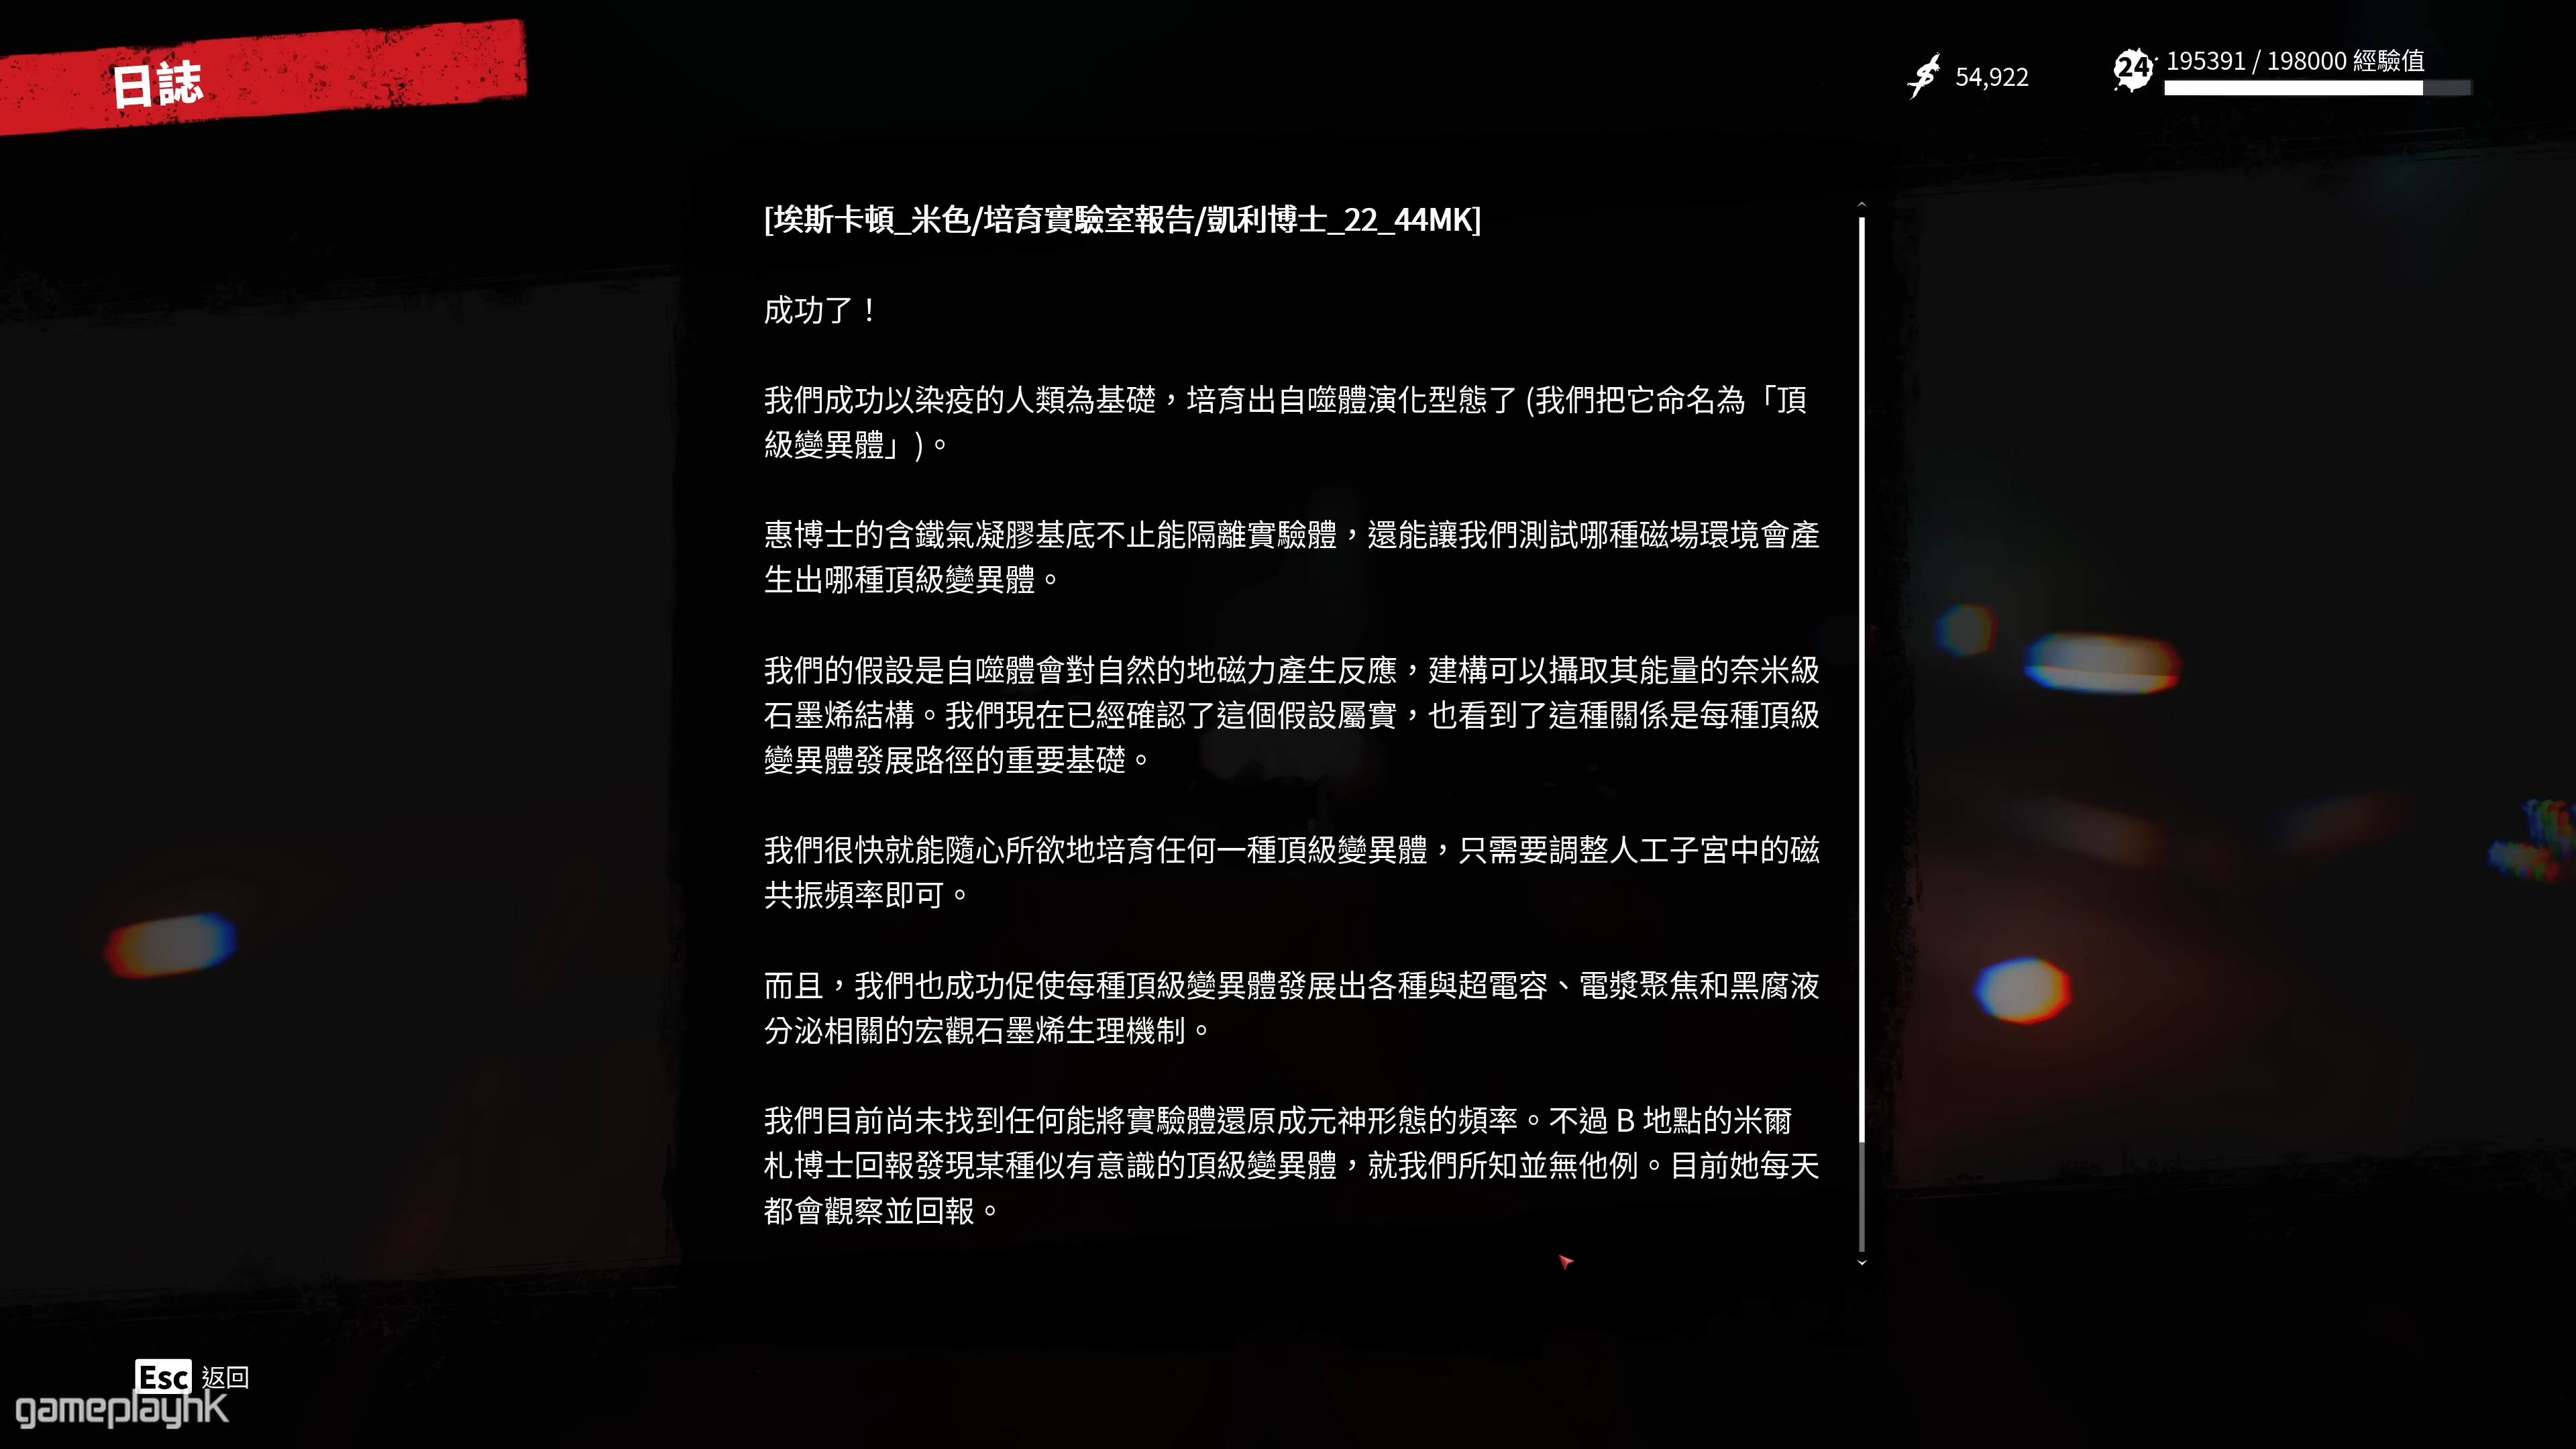 日誌
54,922
24
195391 / 198000 經驗值
[埃斯卡頓_米色/培育實驗室報告/凱利博士_22_44MK]
成功了！
我們成功以染疫的人類為基礎，培育出自噬體演化型態了 (我們把它命名為「頂
級變異體」)。
惠博士的含鐵氣凝膠基底不止能隔離實驗體，還能讓我們測試哪種磁場環境會產
生出哪種頂級變異體。
我們的假設是自噬體會對自然的地磁力產生反應，建構可以攝取其能量的奈米級
石墨烯結構。我們現在已經確認了這個假設屬實，也看到了這種關係是每種頂級
變異體發展路徑的重要基礎。
我們很快就能隨心所欲地培育任何一種頂級變異體，只需要調整人工子宮中的磁
共振頻率即可。
而且，我們也成功促使每種頂級變異體發展出各種與超電容、電漿聚焦和黑腐液
分泌相關的宏觀石墨烯生理機制。
我們目前尚未找到任何能將實驗體還原成元神形態的頻率。不過 B 地點的米爾
札博士回報發現某種似有意識的頂級變異體，就我們所知並無他例。目前她每天
都會觀察並回報。
Esc 返回
gameplayhk